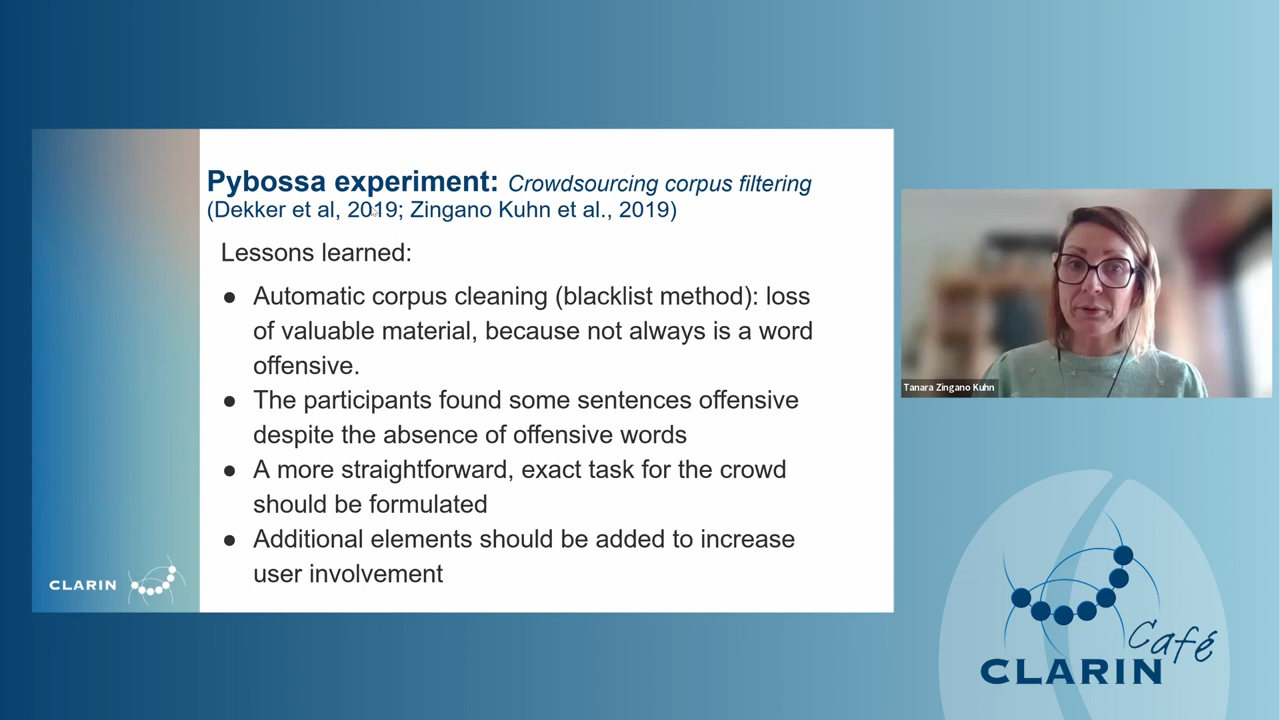 Pybossa experiment: Crowdsourcing corpus filtering
(Dekker et al, 2019; Zingano Kuhn et al., 2019)
Lessons learned:
● Automatic corpus cleaning (blacklist method): loss
of valuable material, because not always is a word
offensive.
● The participants found some sentences offensive
despite the absence of offensive words
● A more straightforward, exact task for the crowd
should be formulated
● Additional elements should be added to increase
user involvement
CLARIN
Tanara Zingano Kuhn
Café
CLARIN